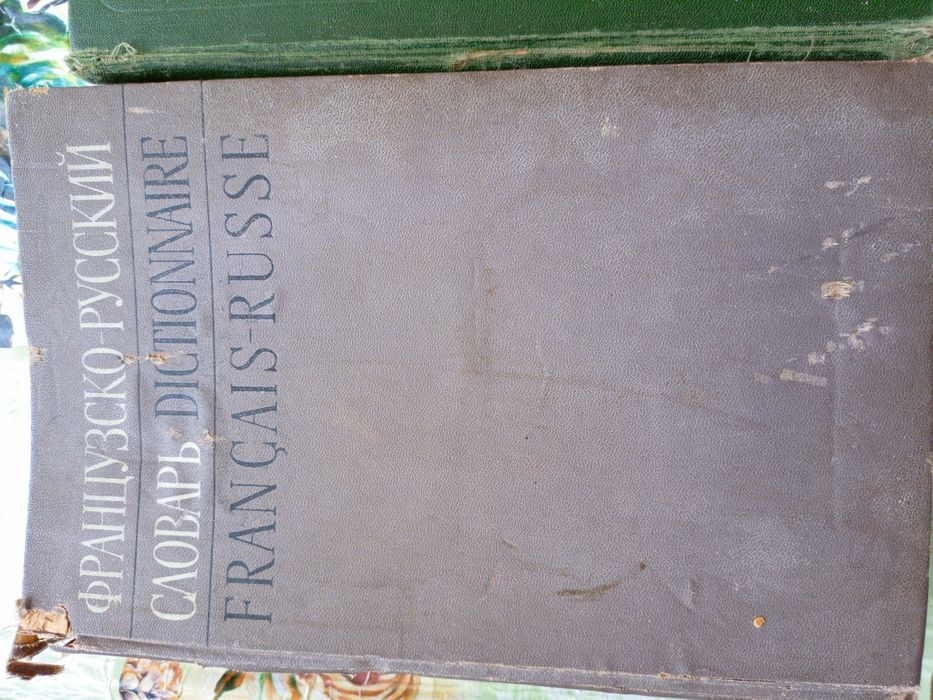 ФРАНЦУЗСКО-РУССКИЙ
СЛОВАРЬ DICTIONNAIRE
FRANÇAIS-RUSSE